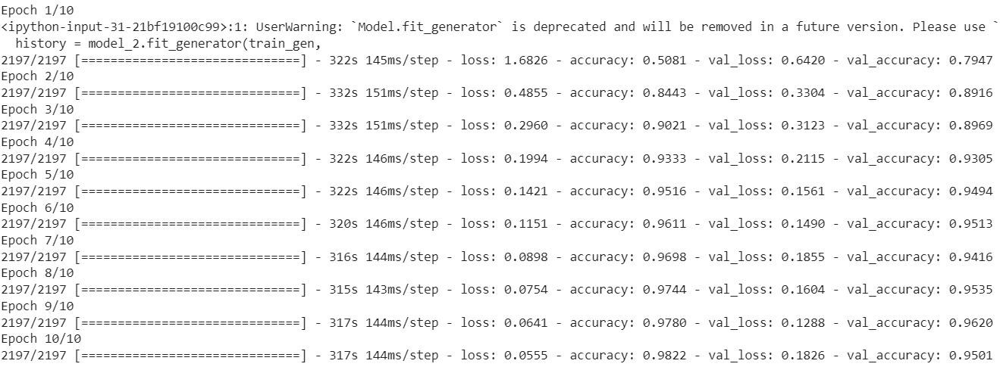 Epoch 1/10
<ipython-input-31-21bf19100c99>:1: UserWarning: `Model.fit_generator` is deprecated and will be removed in a future version. Please use `
  history = model_2.fit_generator(train_gen,
2197/2197 [==============================] - 322s 145ms/step - loss: 1.6826 - accuracy: 0.5081 - val_loss: 0.6420 - val_accuracy: 0.7947
Epoch 2/10
2197/2197 [==============================] - 332s 151ms/step - loss: 0.4855 - accuracy: 0.8443 - val_loss: 0.3304 - val_accuracy: 0.8916
Epoch 3/10
2197/2197 [==============================] - 332s 151ms/step - loss: 0.2960 - accuracy: 0.9021 - val_loss: 0.3123 - val_accuracy: 0.8969
Epoch 4/10
2197/2197 [==============================] - 322s 146ms/step - loss: 0.1994 - accuracy: 0.9333 - val_loss: 0.2115 - val_accuracy: 0.9305
Epoch 5/10
2197/2197 [==============================] - 322s 146ms/step - loss: 0.1421 - accuracy: 0.9516 - val_loss: 0.1561 - val_accuracy: 0.9494
Epoch 6/10
2197/2197 [==============================] - 320s 146ms/step - loss: 0.1151 - accuracy: 0.9611 - val_loss: 0.1490 - val_accuracy: 0.9513
Epoch 7/10
2197/2197 [==============================] - 316s 144ms/step - loss: 0.0898 - accuracy: 0.9698 - val_loss: 0.1855 - val_accuracy: 0.9416
Epoch 8/10
2197/2197 [==============================] - 315s 143ms/step - loss: 0.0754 - accuracy: 0.9744 - val_loss: 0.1604 - val_accuracy: 0.9535
Epoch 9/10
2197/2197 [==============================] - 317s 144ms/step - loss: 0.0641 - accuracy: 0.9780 - val_loss: 0.1288 - val_accuracy: 0.9620
Epoch 10/10
2197/2197 [==============================] - 317s 144ms/step - loss: 0.0555 - accuracy: 0.9822 - val_loss: 0.1826 - val_accuracy: 0.9501